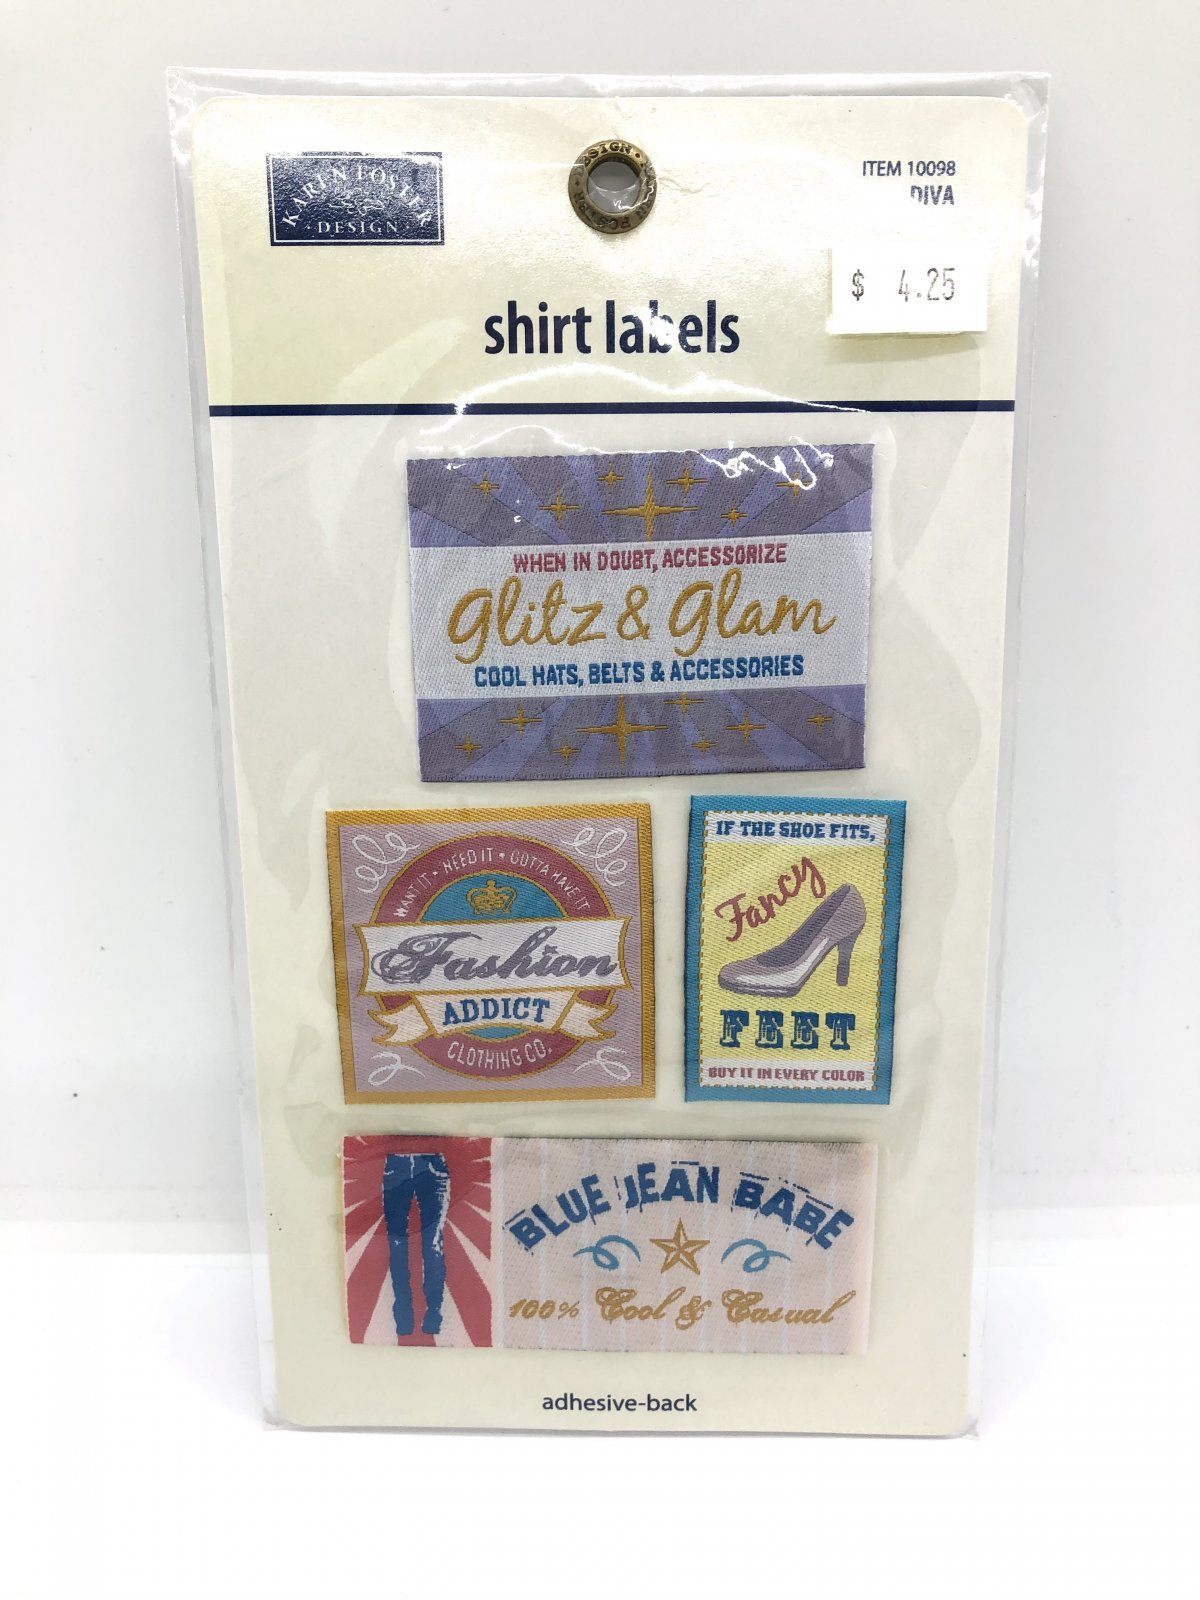 KAREN FOSTER
· DESIGN ·
DESIGN · KAREN FOSTER ·
ITEM 10098
DIVA
$ 4.25
shirt labels
WHEN IN DOUBT, ACCESSORIZE
Glitz & Glam
COOL HATS, BELTS & ACCESSORIES
WANT IT • NEED IT • GOTTA HAVE IT
Fashion
ADDICT
CLOTHING CO.
IF THE SHOE FITS,
Fancy
FEET
BUY IT IN EVERY COLOR
BLUE JEAN BABE
100% Cool & Casual
adhesive-back